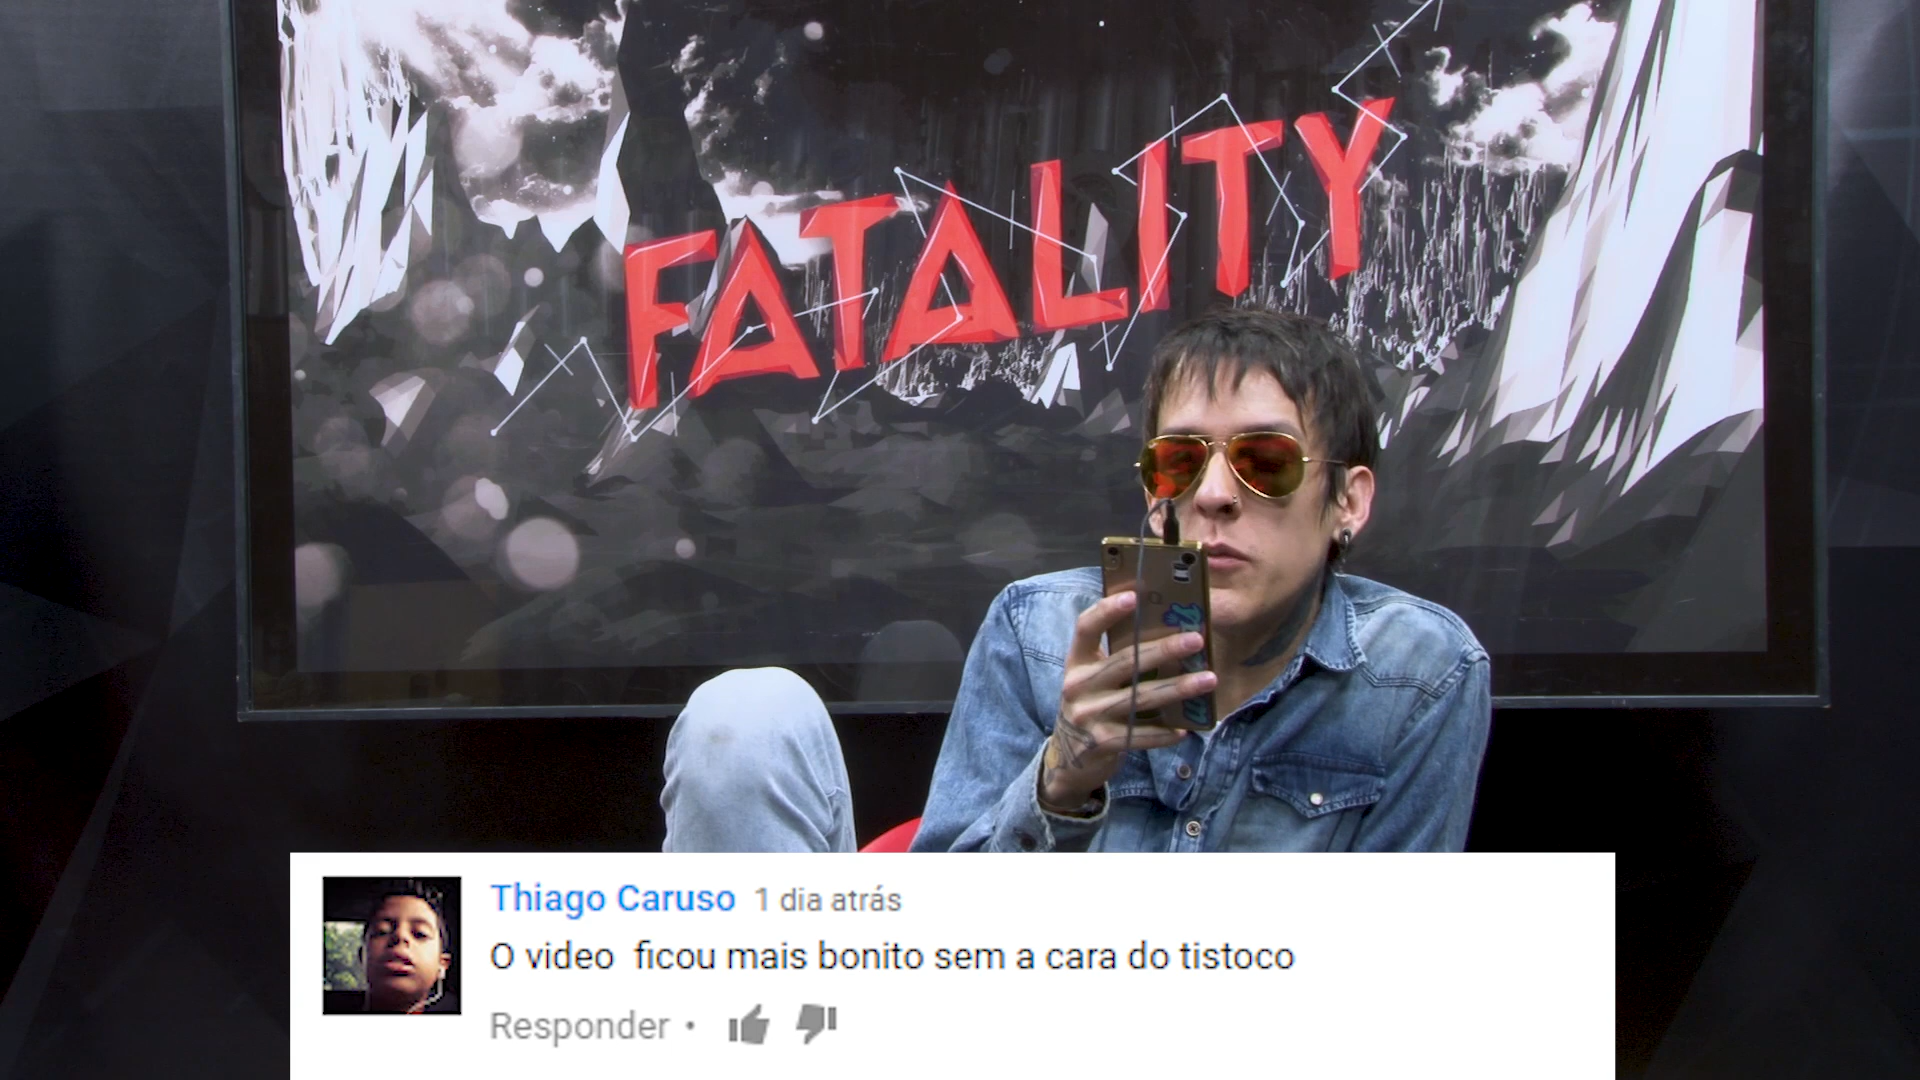 FATALITY
Thiago Caruso 1 dia atrás
O video ficou mais bonito sem a cara do tistoco
Responder •